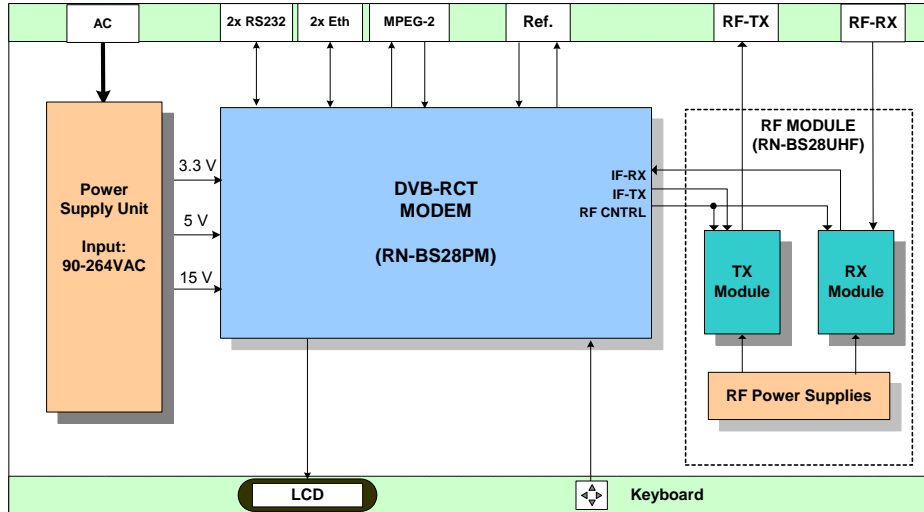 AC
2x RS232
2x Eth
MPEG-2
Ref.
RF-TX
RF-RX
RF MODULE
(RN-BS28UHF)
3.3 V
5 V
15 V
Power
Supply Unit
Input:
90-264VAC
DVB-RCT
MODEM
(RN-BS28PM)
IF-RX
IF-TX
RF CNTRL
TX
Module
RX
Module
RF Power Supplies
LCD
Keyboard